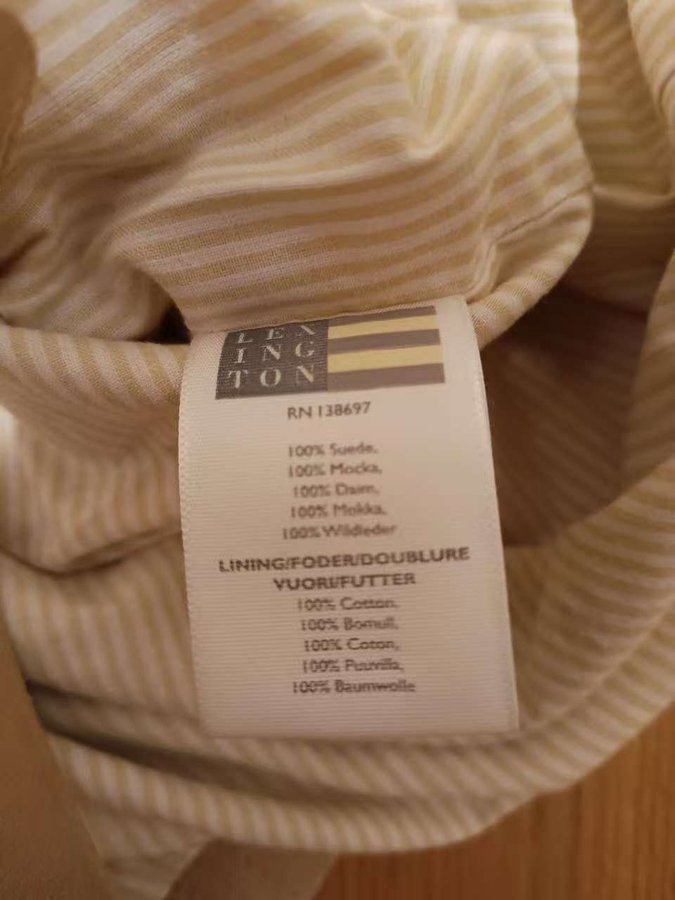 LEX
ING
TON
RN 138697
100% Suede,
100% Mocka,
100% Daim,
100% Mokka,
100% Wildleder
LINING/FODER/DOUBLURE
VUORI/FUTTER
100% Cotton,
100% Bomull,
100% Coton,
100% Puuvilla,
100% Baumwolle